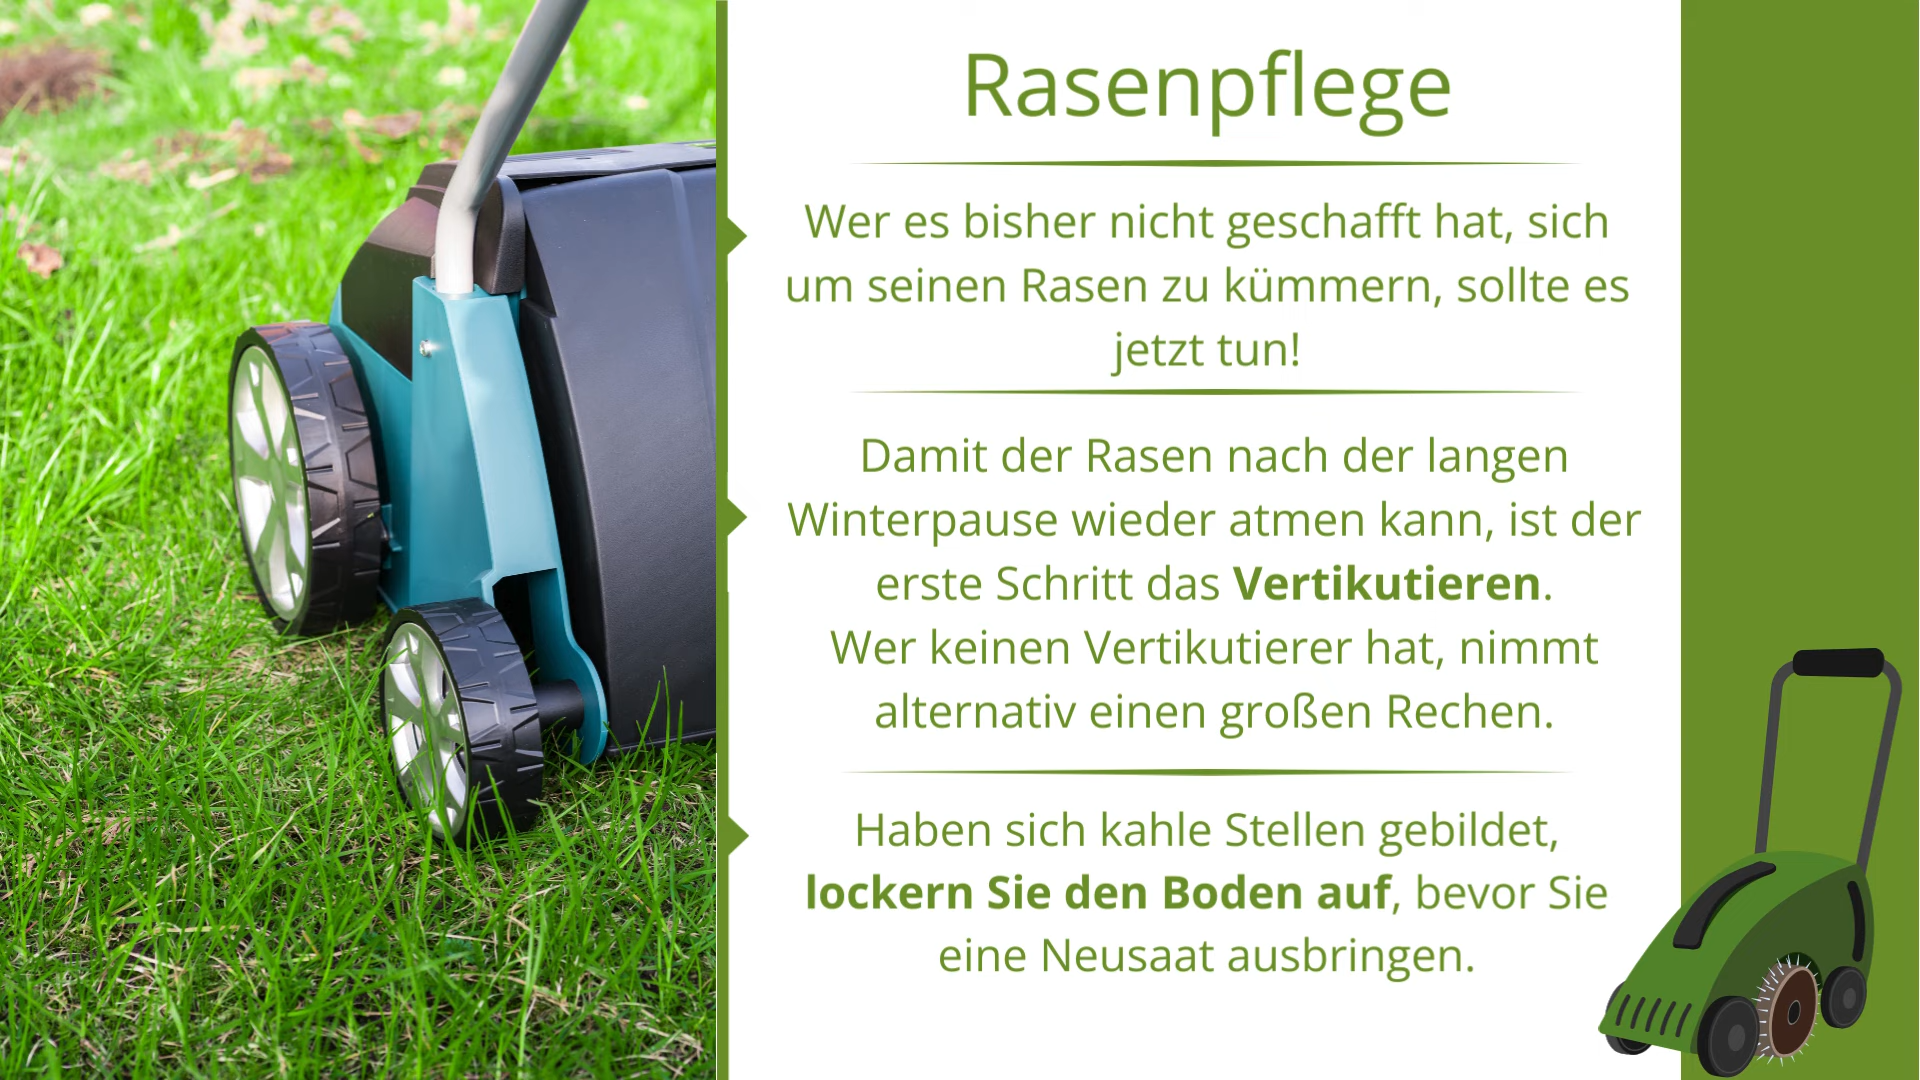 Rasenpflege
Wer es bisher nicht geschafft hat, sich
um seinen Rasen zu kümmern, sollte es
jetzt tun!
Damit der Rasen nach der langen
Winterpause wieder atmen kann, ist der
erste Schritt das Vertikutieren.
Wer keinen Vertikutierer hat, nimmt
alternativ einen großen Rechen.
Haben sich kahle Stellen gebildet,
lockern Sie den Boden auf, bevor Sie
eine Neusaat ausbringen.